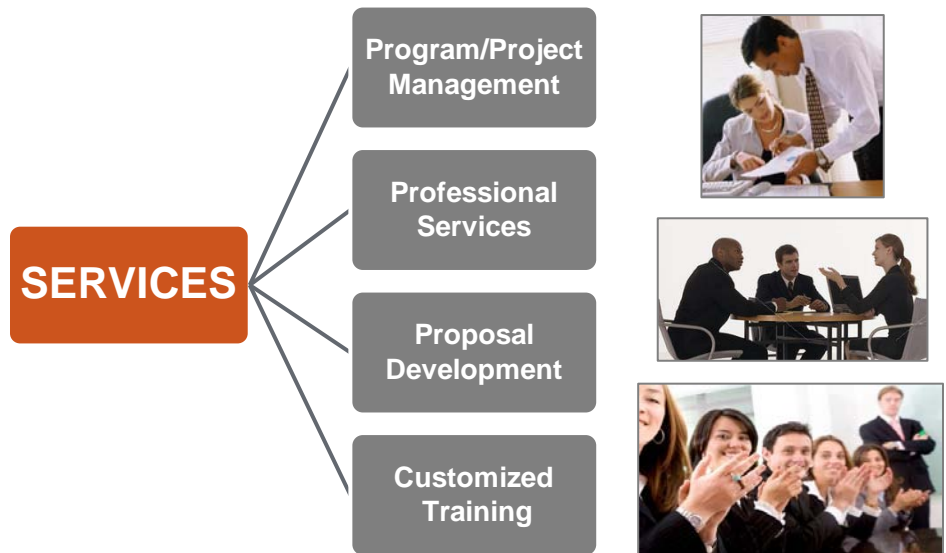 SERVICES
Program/Project
Management
Professional
Services
Proposal
Development
Customized
Training